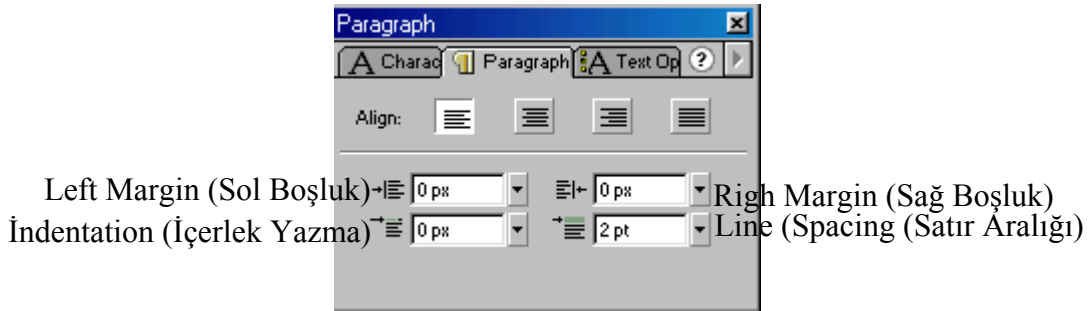 Paragraph
A Charac Paragraph A Text Op ?
Align:
Left Margin (Sol Boşluk) 0 px 0 px Righ Margin (Sağ Boşluk)
İndentation (İçerlek Yazma) 0 px 2 pt Line (Spacing (Satır Aralığı)